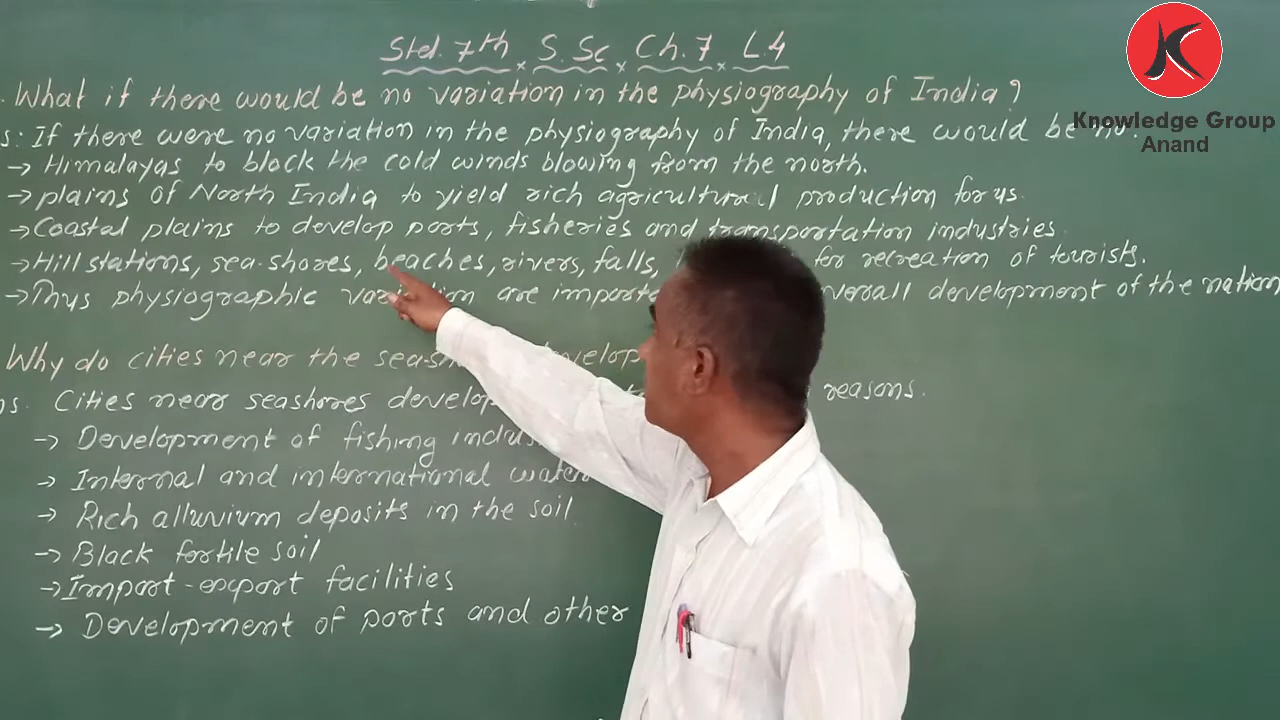 Std. 7th × S.Sc × Ch.7 × L.4
What if there would be no variation in the physiography of India?
s: If there were no variation in the physiography of India, there would be no:
→ Himalayas to block the cold winds blowing from the north.
→ plains of North India to yield rich agricultural production for us.
→ Coastal plains to develop ports, fisheries and transportation industries.
→ Hill stations, sea-shores, beaches, rivers, falls, for recreation of tourists.
→ Thus physiographic are overall development of the nation
Why do cities near the
ns. Cities near seashores reasons.
→ Development of fishing
→ Internal and international
→ Rich alluvium deposits in the soil.
→ Black fertile soil
→ Import-export facilities
→ Development of ports and other
K
Knowledge Group
Anand